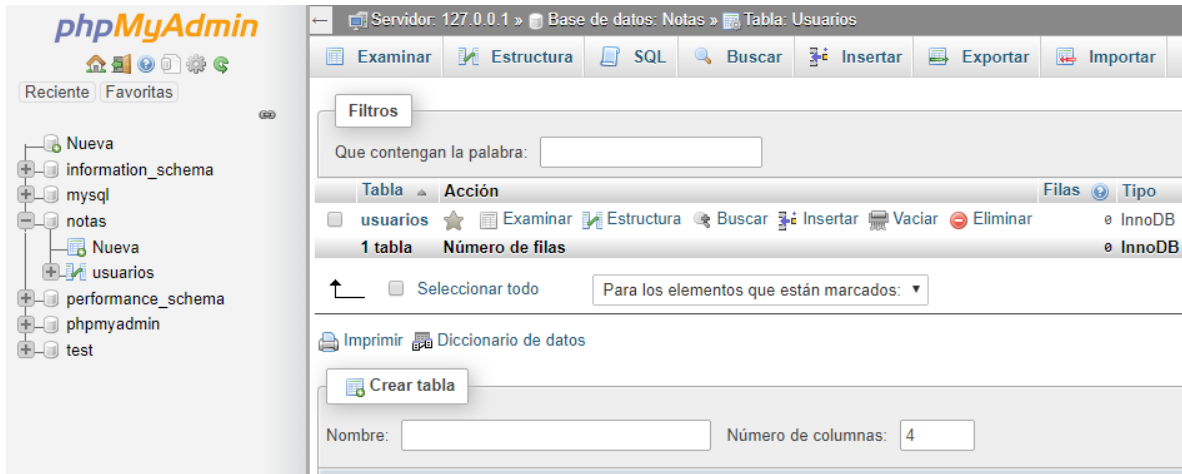 phpMyAdmin
Reciente Favoritas
Nueva
information_schema
mysql
notas
Nueva
usuarios
performance_schema
phpmyadmin
test
← Servidor: 127.0.0.1 » Base de datos: Notas » Tabla: Usuarios
Examinar Estructura SQL Buscar Insertar Exportar Importar
Filtros
Que contengan la palabra:
Tabla Acción Filas Tipo
usuarios Examinar Estructura Buscar Insertar Vaciar Eliminar 0 InnoDB
1 tabla Número de filas 0 InnoDB
Seleccionar todo Para los elementos que están marcados:
Imprimir Diccionario de datos
Crear tabla
Nombre: Número de columnas: 4